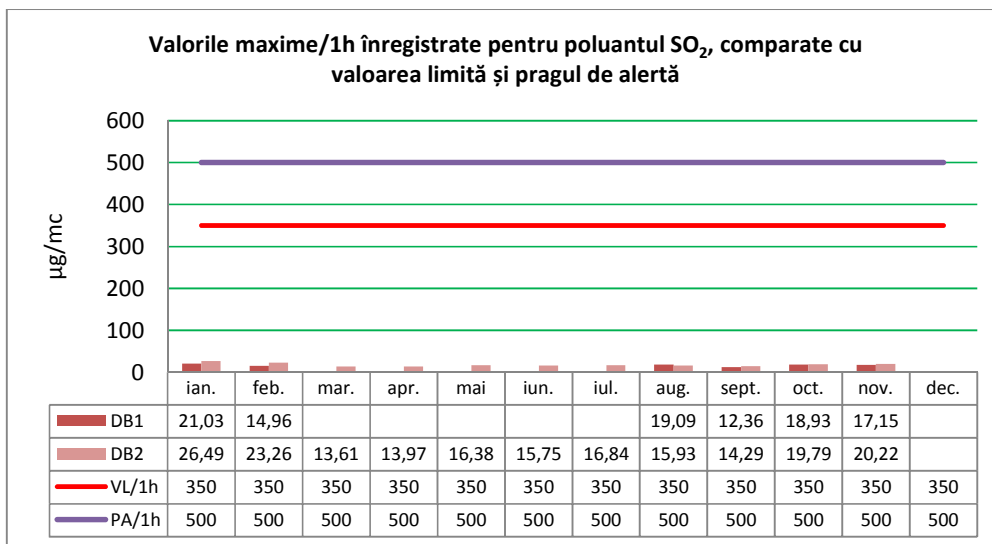 Valorile maxime/1h înregistrate pentru poluantul SO₂, comparate cu
valoarea limită și pragul de alertă
600
500
400
300
200
100
0
µg/mc
ian. feb. mar. apr. mai iun. iul. aug. sept. oct. nov. dec.
DB1 21,03 14,96 19,09 12,36 18,93 17,15
DB2 26,49 23,26 13,61 13,97 16,38 15,75 16,84 15,93 14,29 19,79 20,22
VL/1h 350 350 350 350 350 350 350 350 350 350 350 350
PA/1h 500 500 500 500 500 500 500 500 500 500 500 500